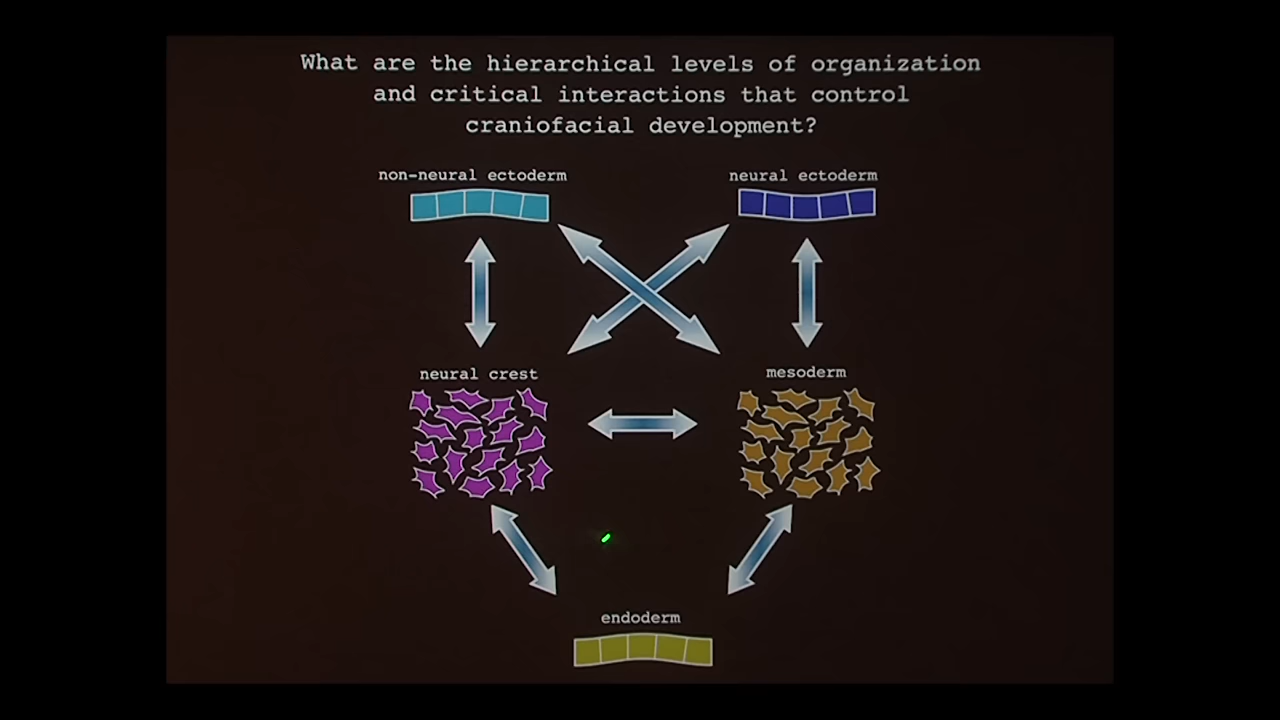 What are the hierarchical levels of organization
and critical interactions that control
craniofacial development?
non-neural ectoderm
neural ectoderm
neural crest
mesoderm
endoderm